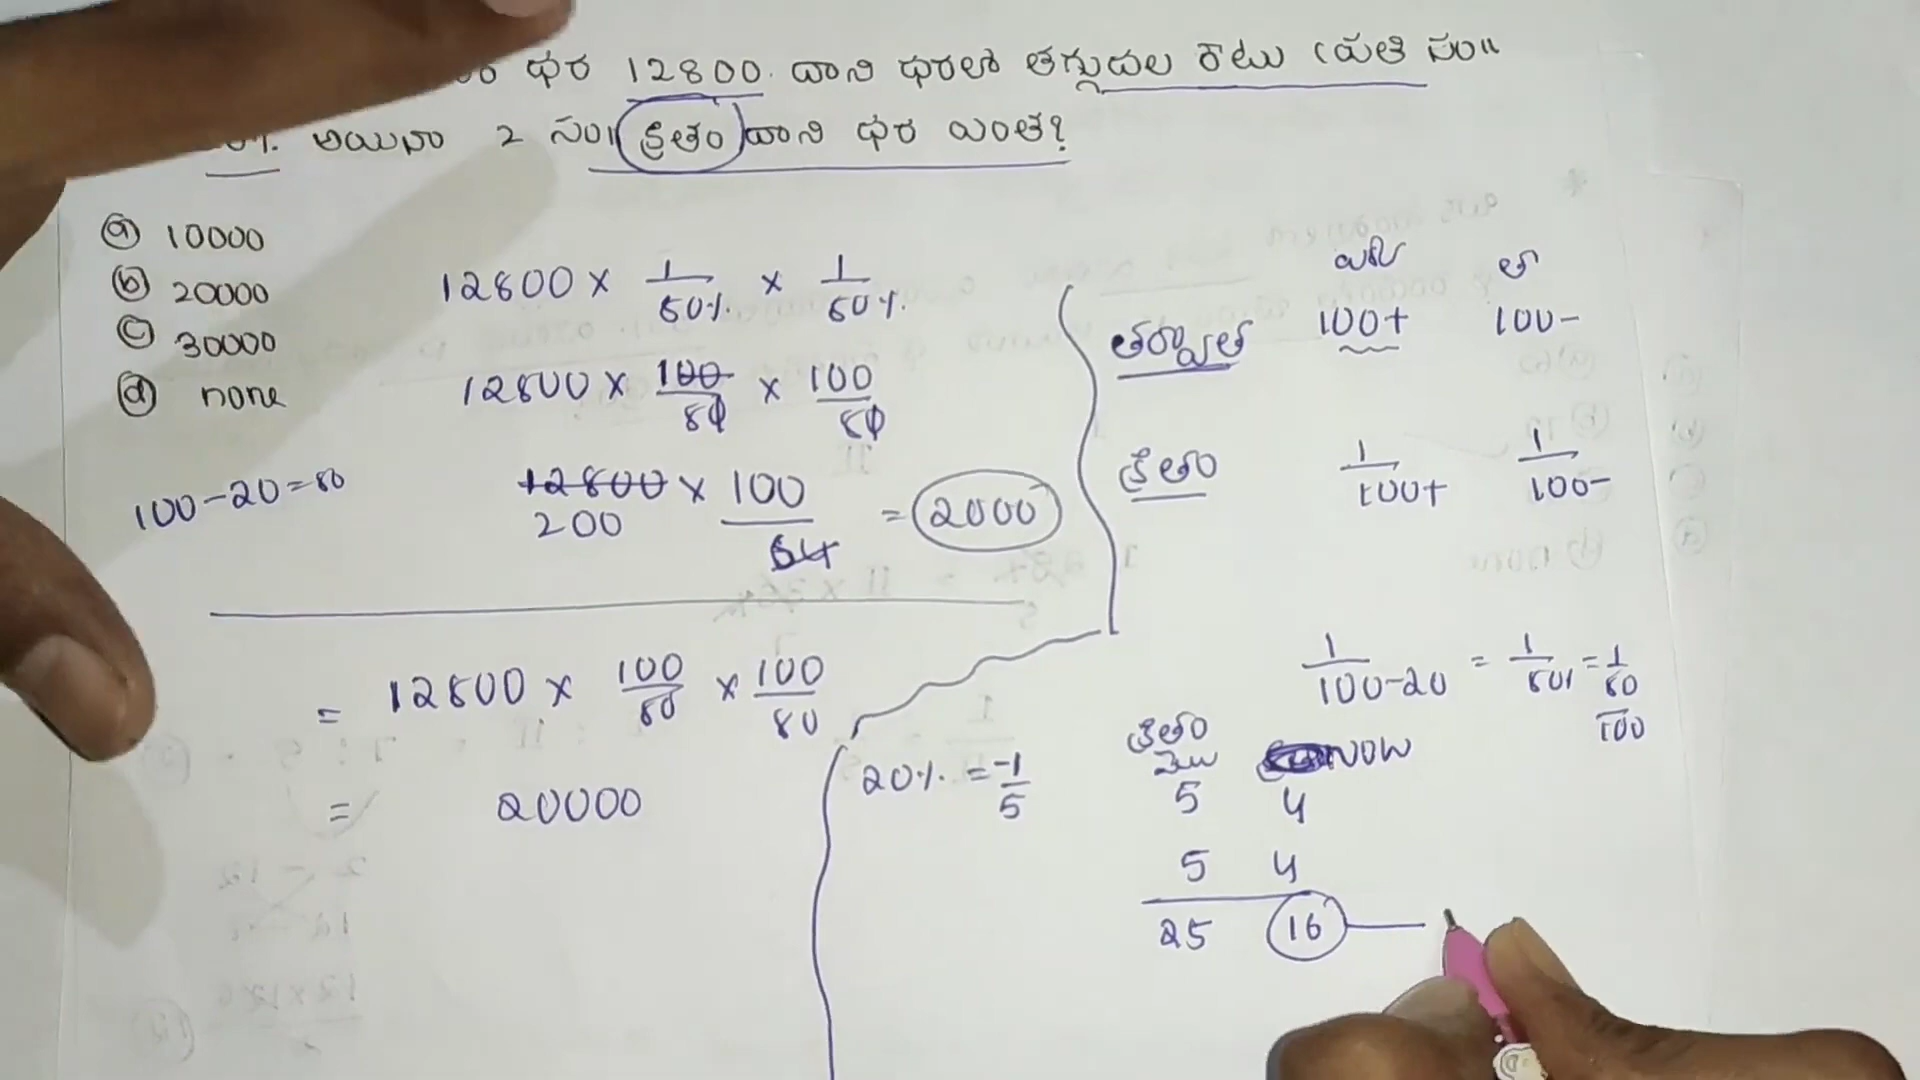 ధర 12800. దాని ధరలో తగ్గుదల రేటు ప్రతి సం॥
అయినా 2 సం॥ క్రితం దాని ధర ఎంత?
ⓐ 10000
ⓑ 20000
ⓒ 30000
ⓓ none
12800 × 1/80% × 1/80%
12800 × 100/80 × 100/80
100-20=80
12800 × 100/64 = 2000
200
= 12800 × 100/80 × 100/80
= 20000
100+ 100-
తర్వాత
క్రితం 1/100+ 1/100-
1/100-20 = 1/80% = 1/80/100
20% = -1/5
క్రితం NOW
5 4
5 4
25 16